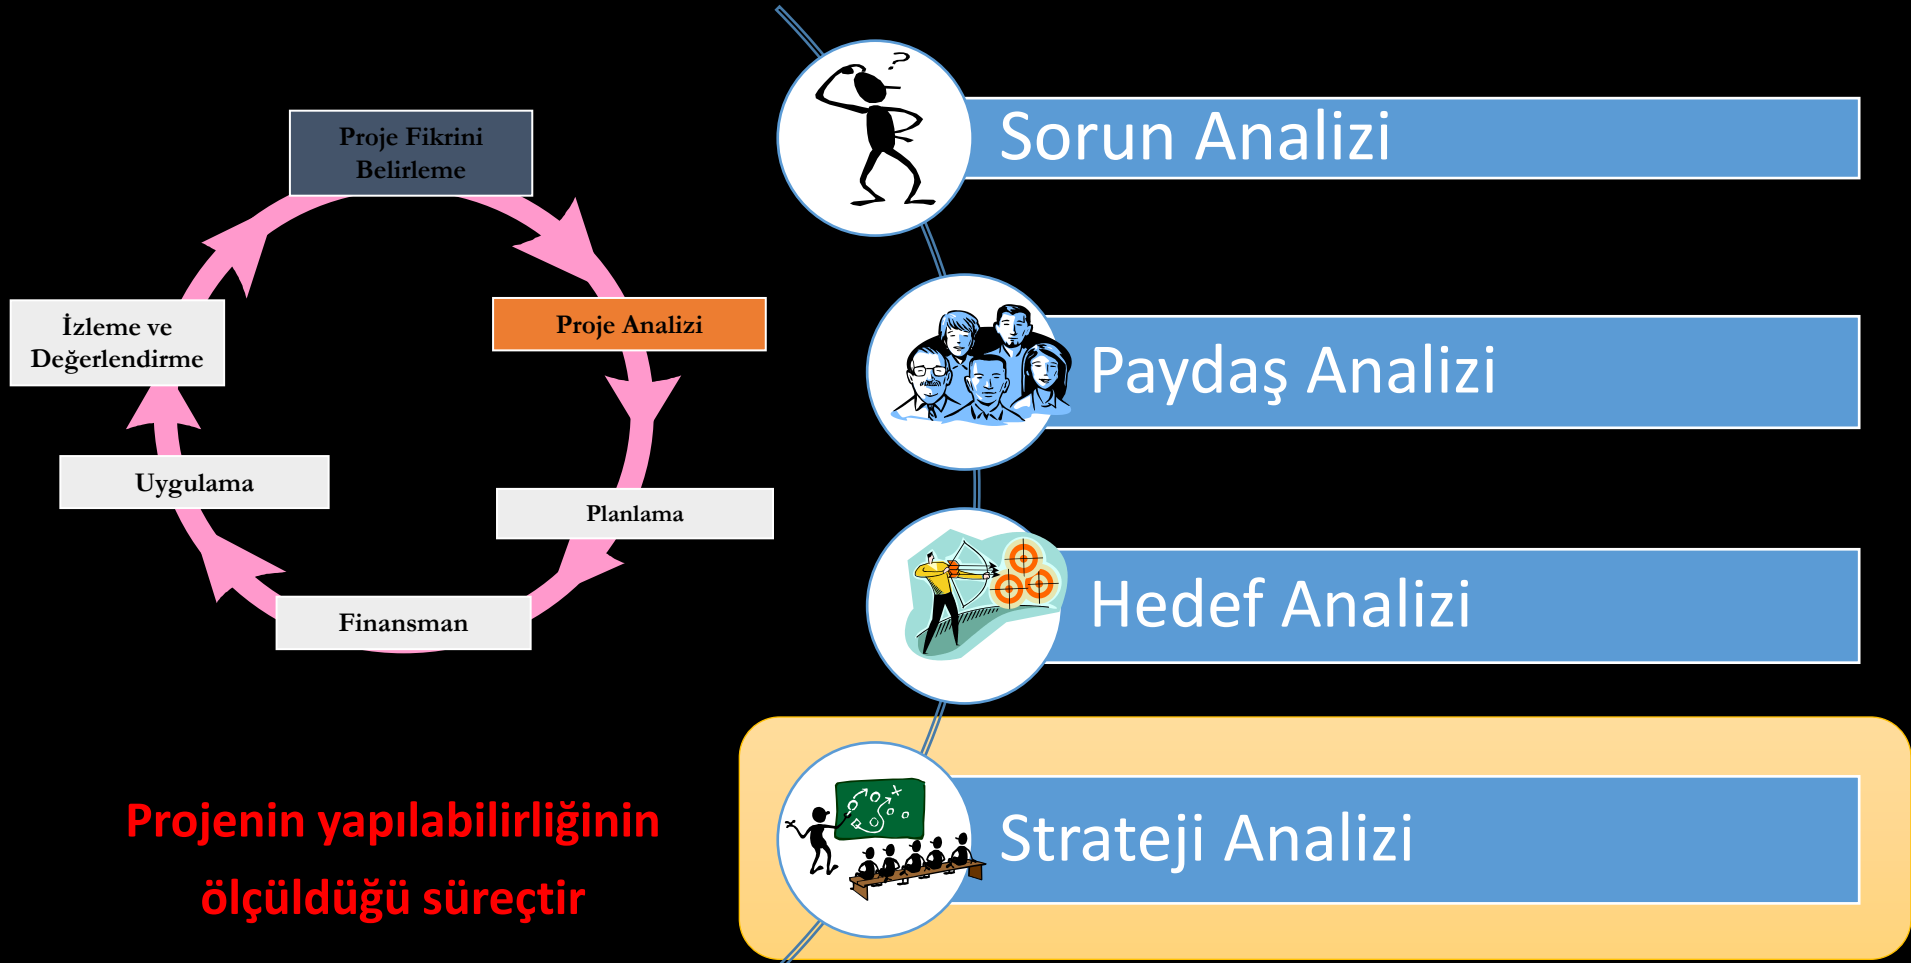 Proje Fikrini
Belirleme
Proje Analizi
Planlama
Finansman
Uygulama
İzleme ve
Değerlendirme
Projenin yapılabilirliğinin
ölçüldüğü süreçtir
?
Sorun Analizi
Paydaş Analizi
Hedef Analizi
Strateji Analizi